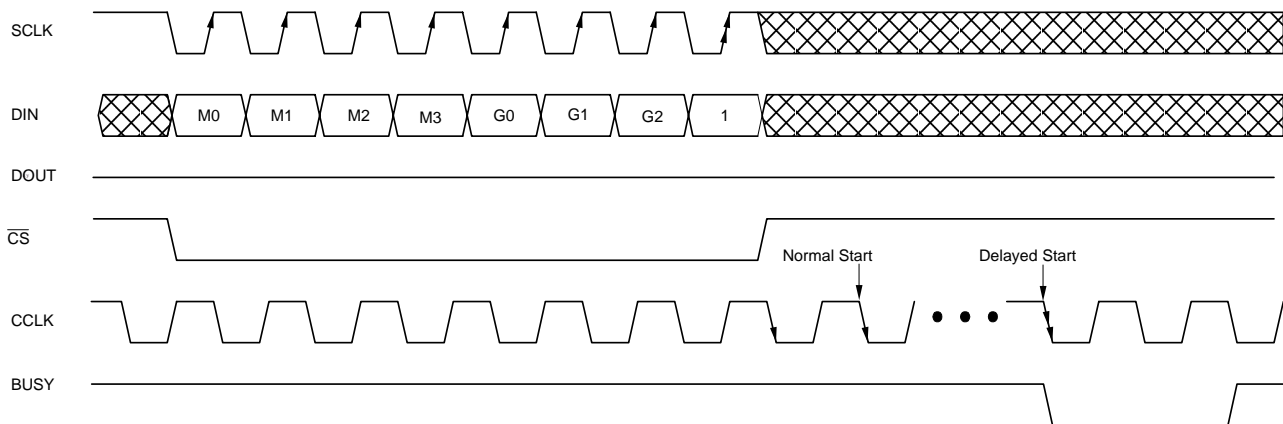 SCLK
DIN M0 M1 M2 M3 G0 G1 G2 1
DOUT
CS
Normal Start Delayed Start
CCLK
BUSY